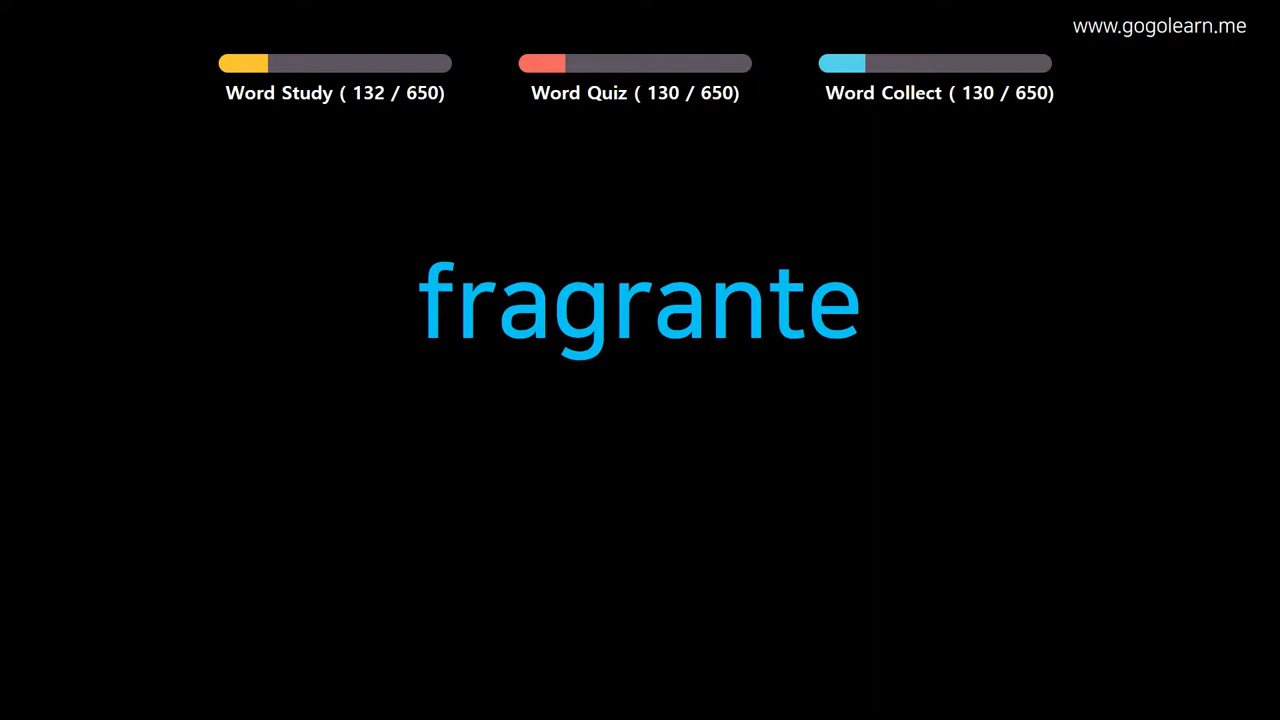 www.gogolearn.me
Word Study ( 132 / 650)
Word Quiz ( 130 / 650)
Word Collect ( 130 / 650)
fragrante